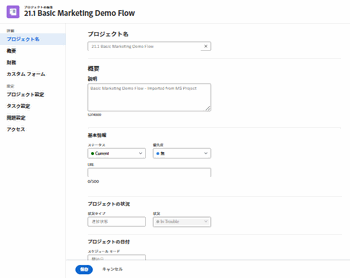 プロジェクトの編集
21.1 Basic Marketing Demo Flow
詳細
プロジェクト名
概要
財務
カスタム フォーム
設定
プロジェクト設定
タスク設定
問題設定
アクセス
プロジェクト名
21.1 Basic Marketing Demo Flow
概要
説明
Basic Marketing Demo Flow - Imported from MS Project
基本情報
ステータス
優先度
Current
無
URL
0/1500
プロジェクトの状況
状況タイプ
状況
In Trouble
プロジェクトの日付
スケジュール モード
保存
キャンセル